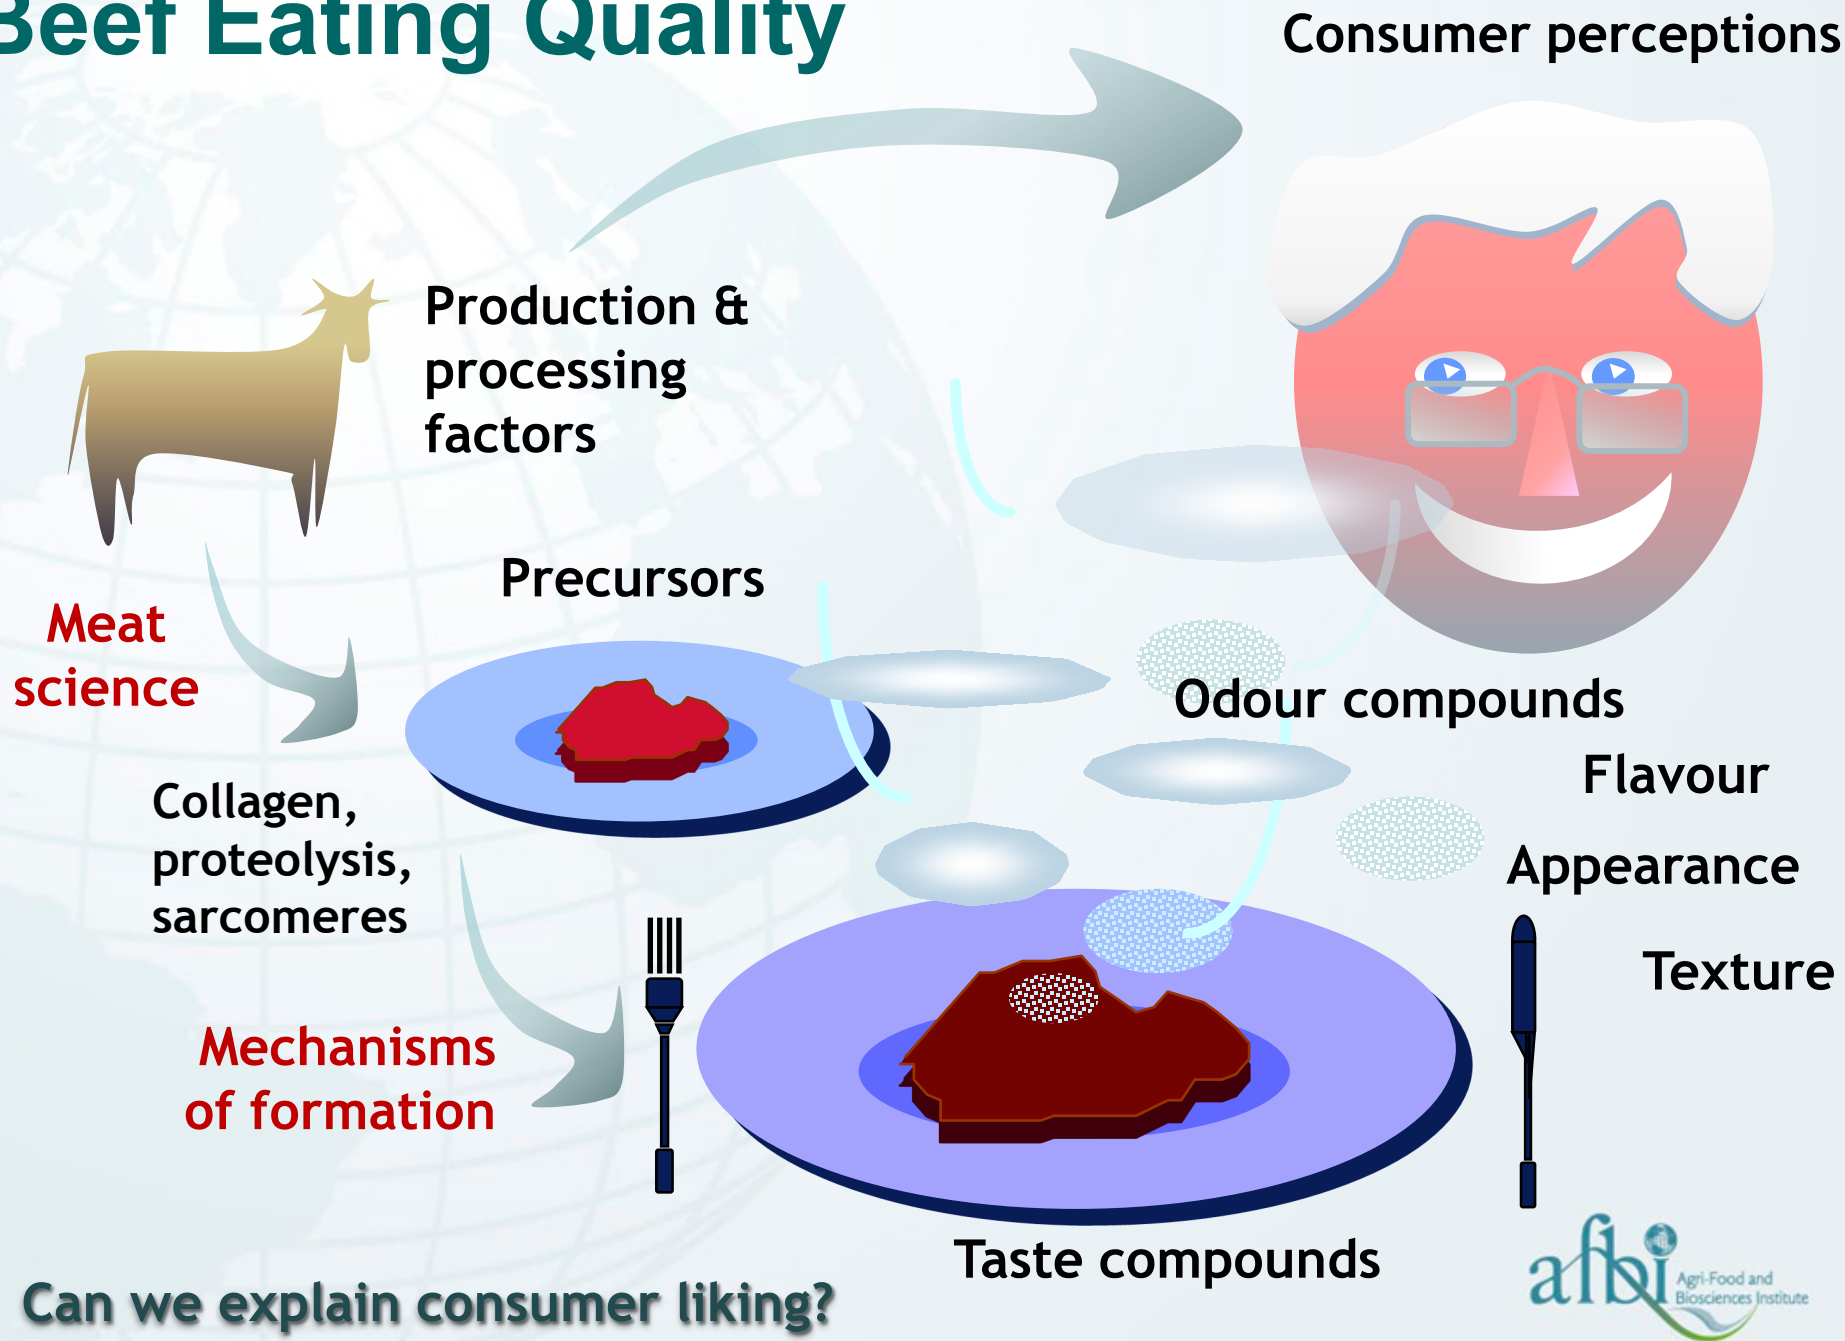 Beef Eating Quality
Consumer perceptions
Production &
processing
factors
Precursors
Meat
science
Odour compounds
Flavour
Collagen,
proteolysis,
sarcomeres
Appearance
Texture
Mechanisms
of formation
Taste compounds
Can we explain consumer liking?
afbi
Agri-Food and
Biosciences Institute